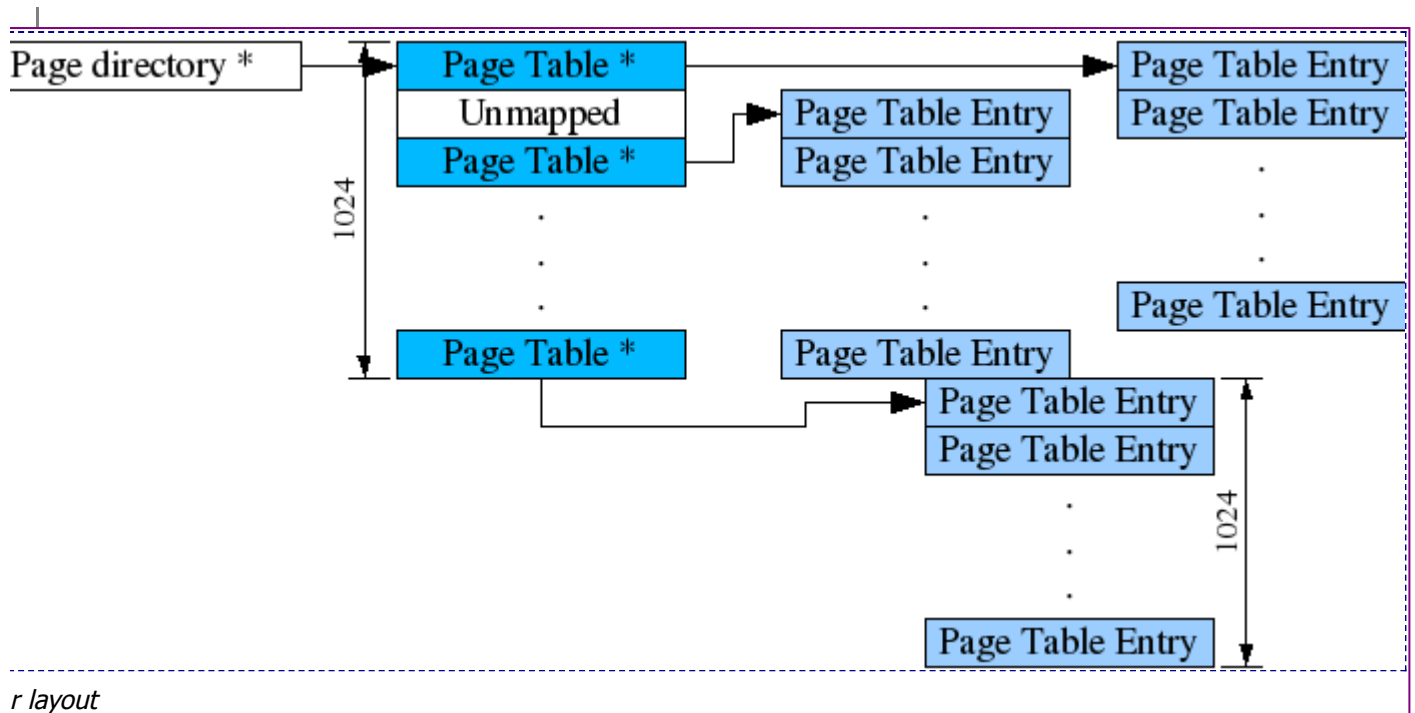 Page directory *
Page Table *
Page Table Entry
Unmapped
Page Table Entry
Page Table Entry
Page Table *
Page Table Entry
1024
.
.
.
.
.
.
.
.
.
Page Table Entry
Page Table *
Page Table Entry
Page Table Entry
Page Table Entry
1024
.
.
.
Page Table Entry
r layout